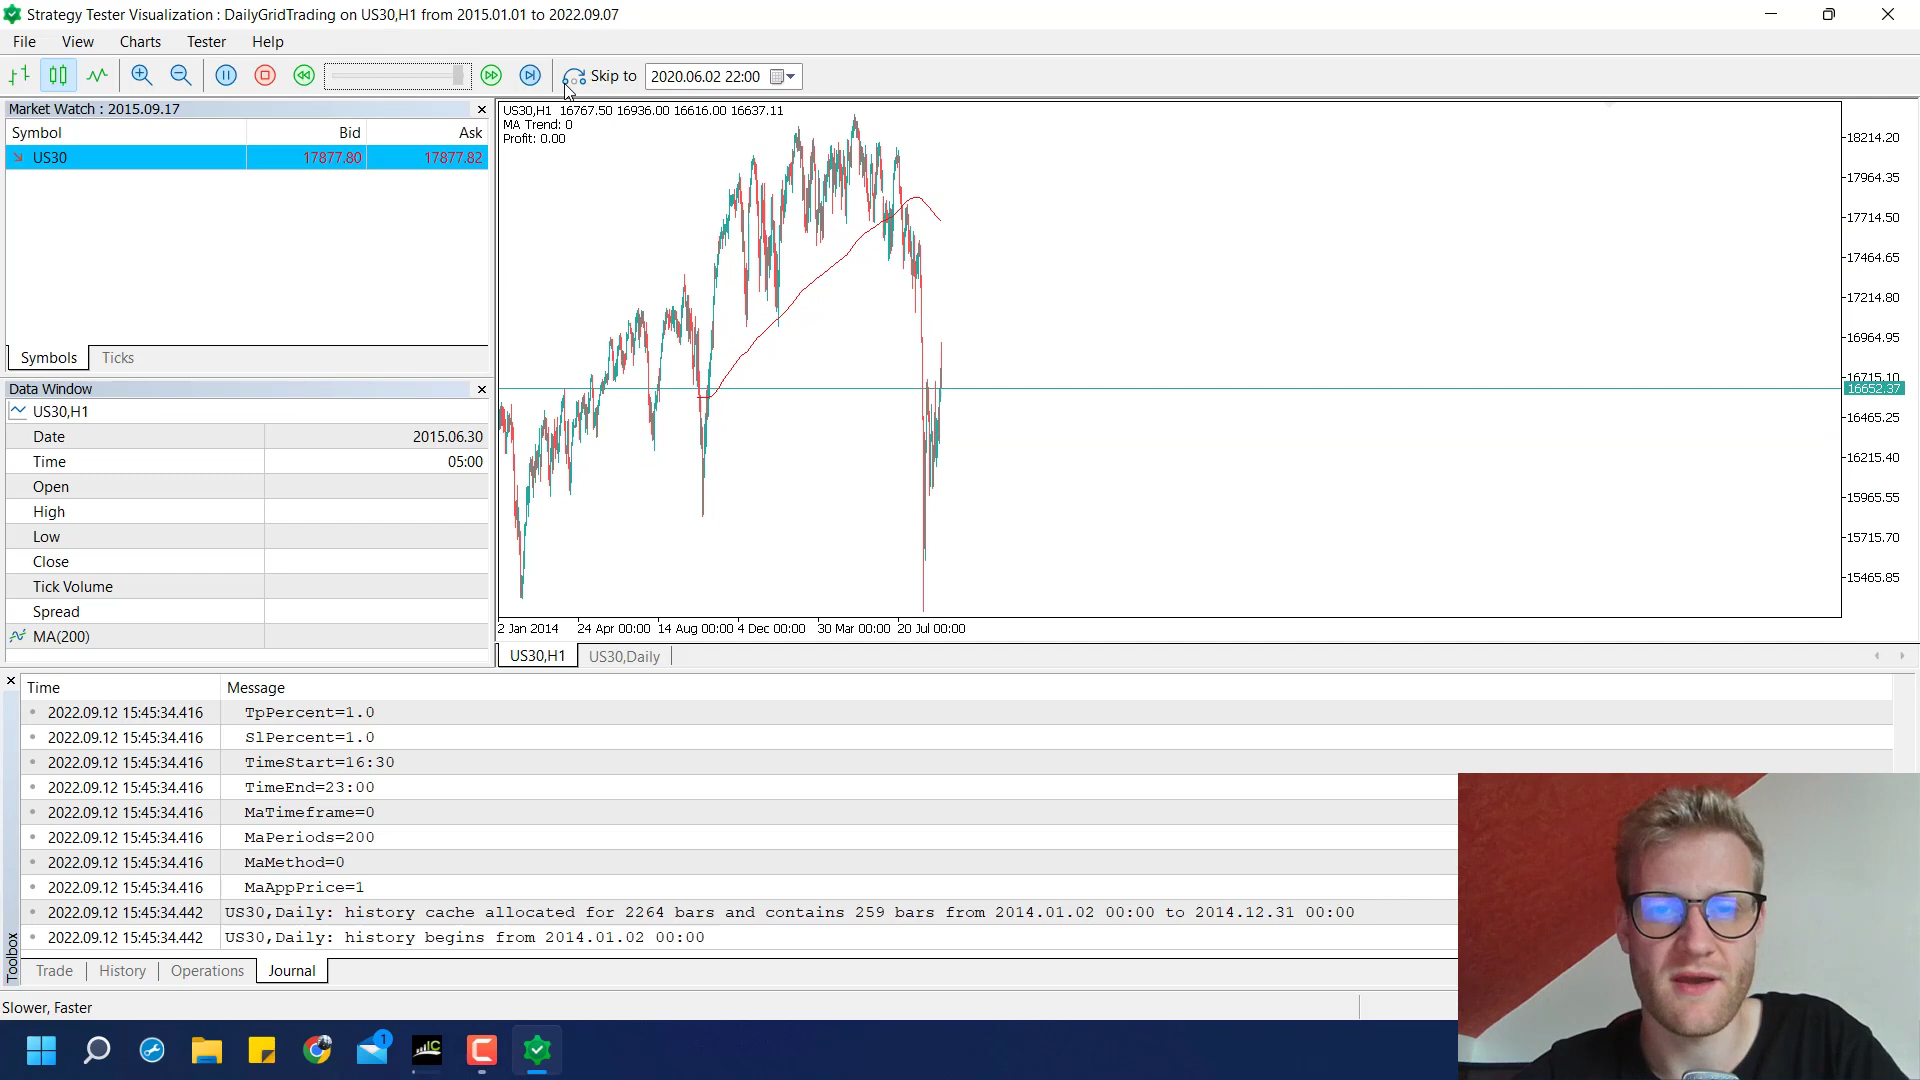 Strategy Tester Visualization : DailyGridTrading on US30,H1 from 2015.01.01 to 2022.09.07
File View Charts Tester Help
Skip to 2020.06.02 22:00
Market Watch : 2015.09.17
Symbol Bid Ask
US30 17877.80 17877.82
Symbols Ticks
Data Window
US30,H1
Date 2015.06.30
Time 05:00
Open
High
Low
Close
Tick Volume
Spread
MA(200)
US30,H1 16767.50 16936.00 16616.00 16637.11
MA Trend: 0
Profit: 0.00
18214.20
17964.35
17714.50
17464.65
17214.80
16964.95
16715.10
16652.37
16465.25
16215.40
15965.55
15715.70
15465.85
2 Jan 2014 24 Apr 00:00 14 Aug 00:00 4 Dec 00:00 30 Mar 00:00 20 Jul 00:00
US30,H1 US30,Daily
Time Message
2022.09.12 15:45:34.416 TpPercent=1.0
2022.09.12 15:45:34.416 SlPercent=1.0
2022.09.12 15:45:34.416 TimeStart=16:30
2022.09.12 15:45:34.416 TimeEnd=23:00
2022.09.12 15:45:34.416 MaTimeframe=0
2022.09.12 15:45:34.416 MaPeriods=200
2022.09.12 15:45:34.416 MaMethod=0
2022.09.12 15:45:34.416 MaAppPrice=1
2022.09.12 15:45:34.442 US30,Daily: history cache allocated for 2264 bars and contains 259 bars from 2014.01.02 00:00 to 2014.12.31 00:00
2022.09.12 15:45:34.442 US30,Daily: history begins from 2014.01.02 00:00
Toolbox
Trade History Operations Journal
Slower, Faster
1
IC
C